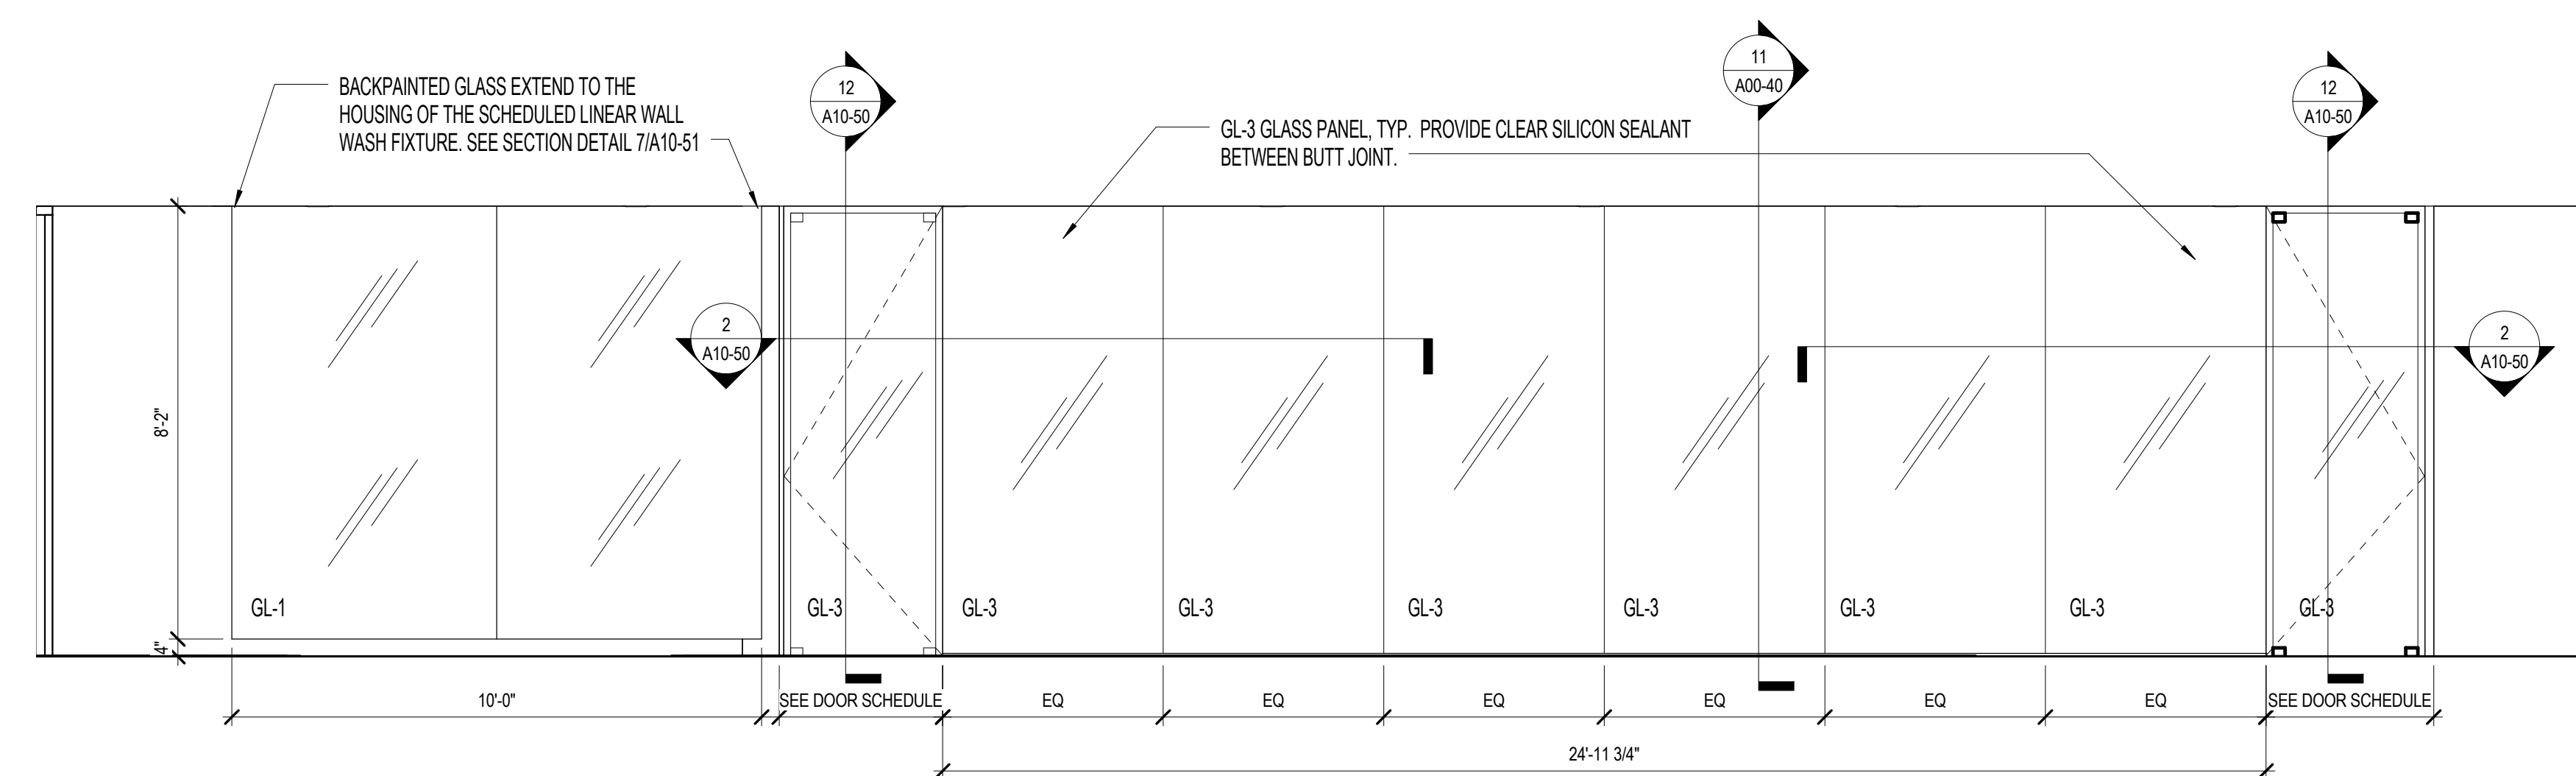 BACKPAINTED GLASS EXTEND TO THE
HOUSING OF THE SCHEDULED LINEAR WALL
WASH FIXTURE. SEE SECTION DETAIL 7/A10-51
12
A10-50
11
A00-40
12
A10-50
GL-3 GLASS PANEL, TYP. PROVIDE CLEAR SILICON SEALANT
BETWEEN BUTT JOINT.
2
A10-50
2
A10-50
8'-2"
4"
GL-1
GL-3
GL-3
GL-3
GL-3
GL-3
GL-3
GL-3
GL-3
10'-0"
SEE DOOR SCHEDULE
EQ
EQ
EQ
EQ
EQ
EQ
SEE DOOR SCHEDULE
24'-11 3/4"